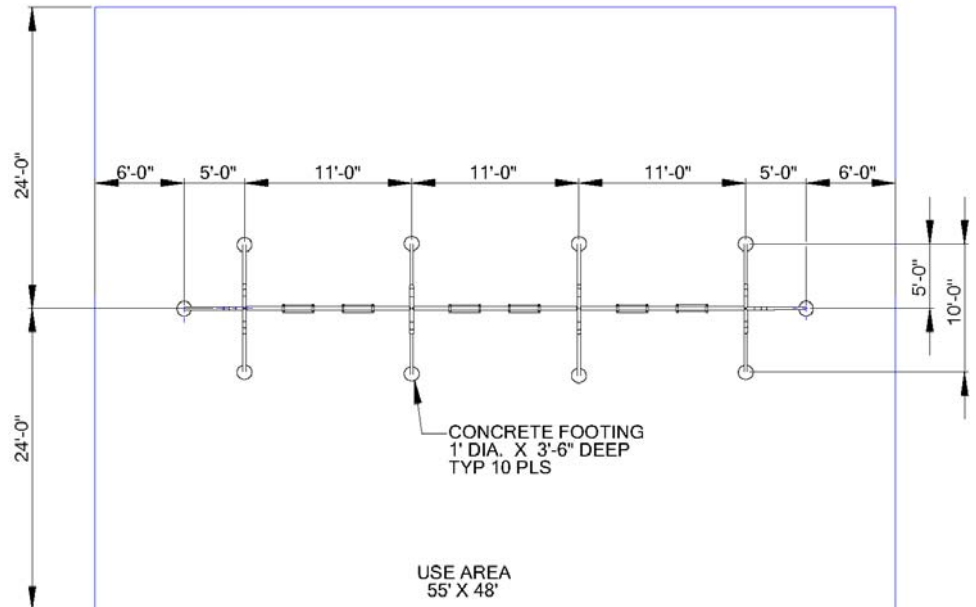 24'-0"
6'-0"
5'-0"
11'-0"
11'-0"
11'-0"
5'-0"
6'-0"
5'-0"
10'-0"
24'-0"
CONCRETE FOOTING
1' DIA. X 3'-6" DEEP
TYP 10 PLS
USE AREA
55' X 48'